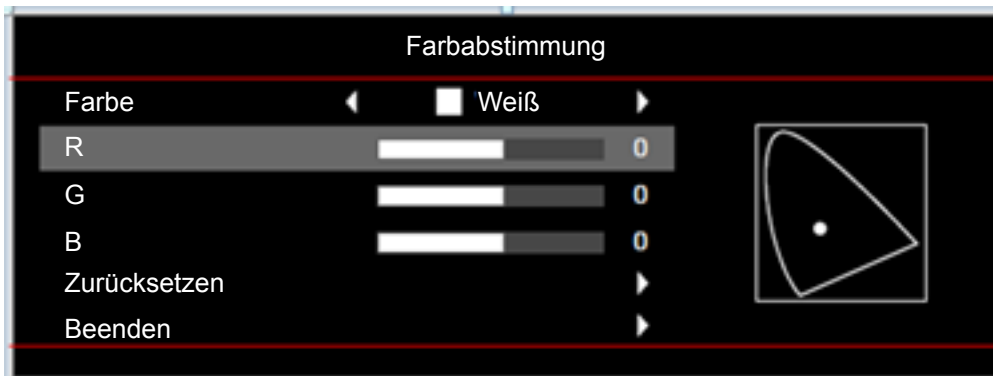 Farbabstimmung
Farbe Weiß
R 0
G 0
B 0
Zurücksetzen
Beenden